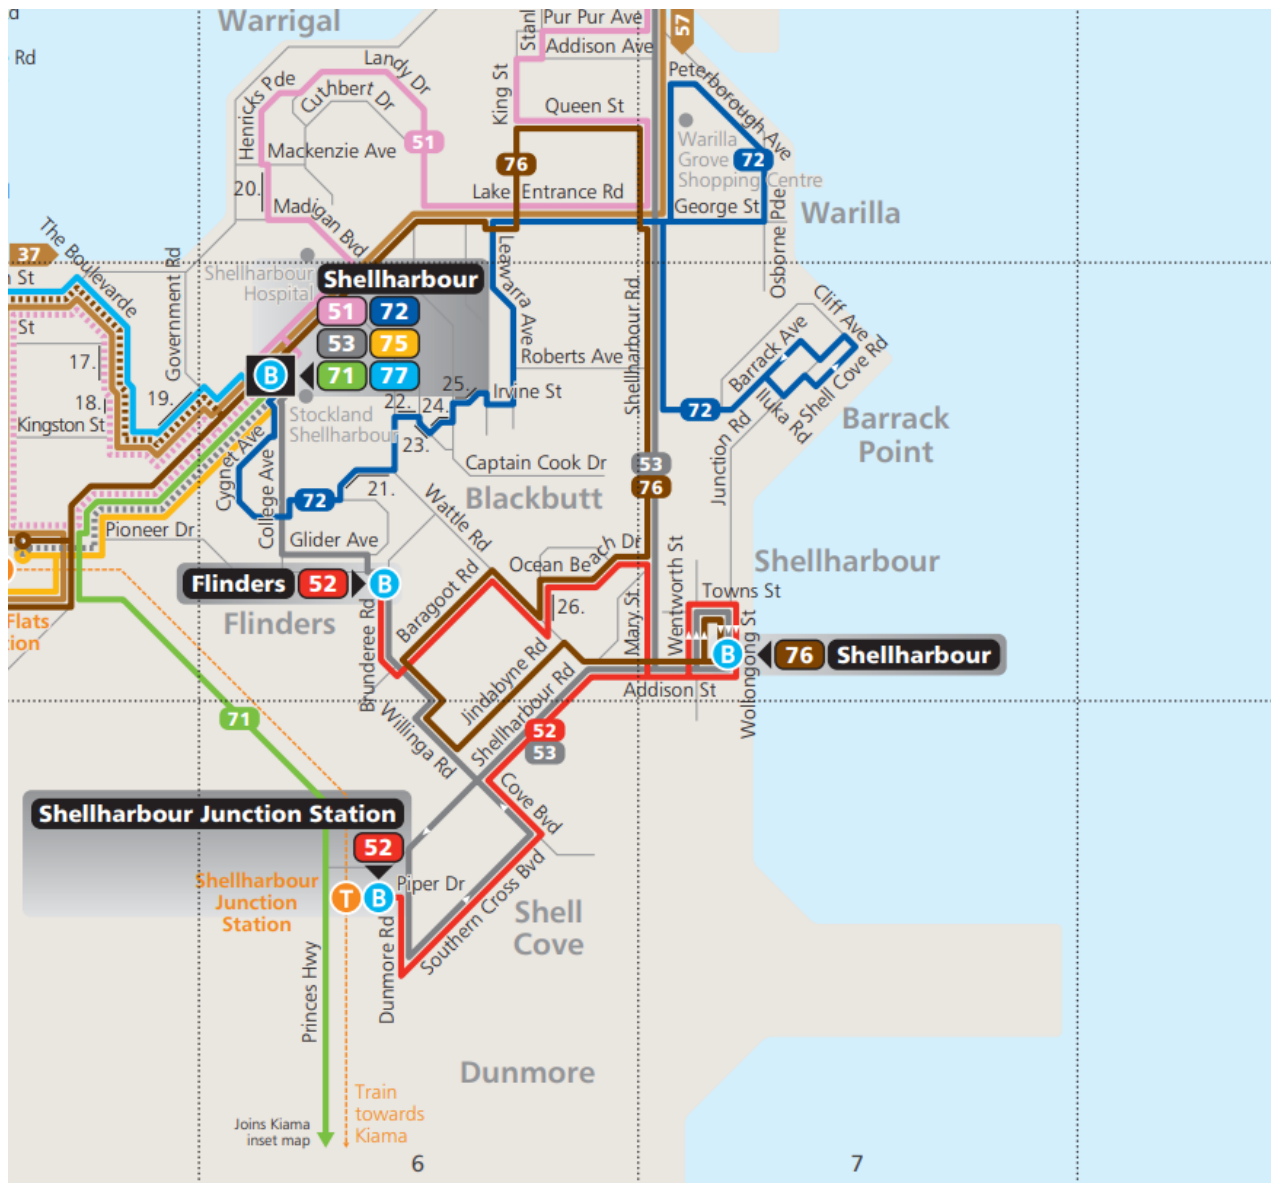 d
Rd
Warrigal
Stanl
Pur Pur Ave
57
Addison Ave
Landy Dr
Peterborough Ave
Henricks Pde
Cuthbert Dr
King St
Queen St
51
Warilla
Grove
Shopping Centre
72
Mackenzie Ave
76
20.
Lake Entrance Rd
Madigan Bvd
George St
Osborne Pde
Warilla
The Boulevarde
37
n St
Government Rd
Shellharbour
Hospital
Shellharbour
51 72
53 75
71 77
B
Leawarra Ave
Shellharbour Rd
Cliff Ave
St
Roberts Ave
Barrack Ave
Shell Cove Rd
Iluka Rd
17.
18.
19.
25.
Irvine St
22.
24.
23.
72
Kingston St
Stockland
Shellharbour
Barrack
Point
Cygnet Ave
College Ave
Captain Cook Dr
53
76
Junction Rd
21.
72
Blackbutt
Wattle Rd
Pioneer Dr
Glider Ave
Ocean Beach Dr
Wentworth St
Shellharbour
Flinders 52
B
Baragoot Rd
Towns St
26.
Flats
tion
Flinders
Brunderee Rd
Mary St
Wollongong St
B
76 Shellharbour
Jindabyne Rd
Shellharbour Rd
Addison St
71
Willinga Rd
52
53
Cove Bvd
Shellharbour Junction Station
52
Shellharbour
Junction
Station
T
B
Piper Dr
Southern Cross Bvd
Shell
Cove
Dunmore Rd
Princes Hwy
Dunmore
Train
towards
Kiama
Joins Kiama
inset map
6
7